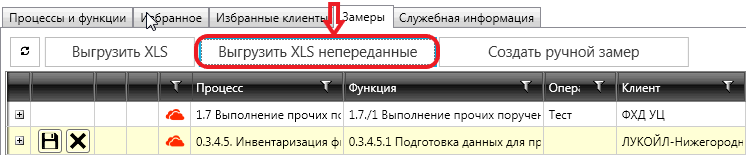 Процессы и функции Избранное Избранные клиенты Замеры Служебная информация
Выгрузить XLS Выгрузить XLS непереданные Создать ручной замер
Процесс Функция Опера Клиент
1.7 Выполнение прочих по 1.7./1 Выполнение прочих поручен Тест ФХД УЦ
0.3.4.5. Инвентаризация ф 0.3.4.5.1 Подготовка данных для пр ЛУКОЙЛ-Нижегородн